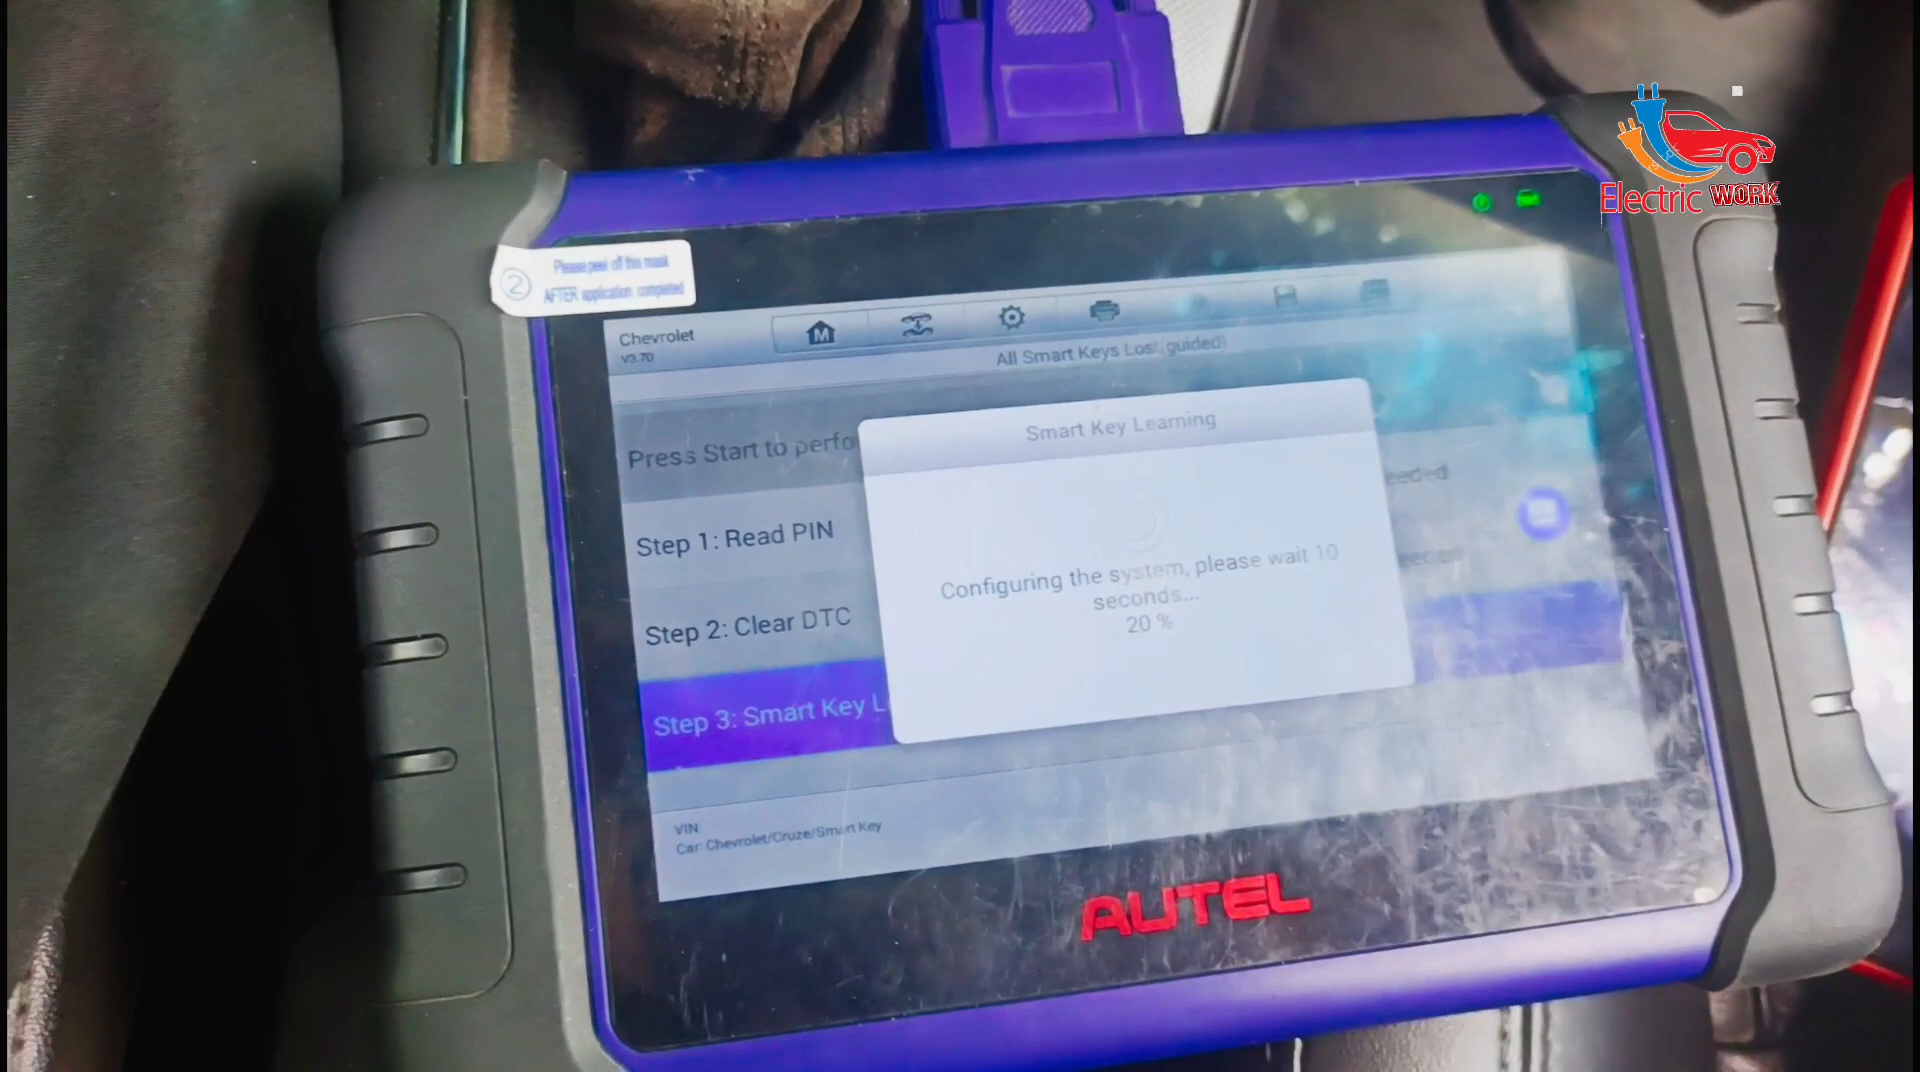 Electric WORK
② Please peel off this mask
AFTER application completed
Chevrolet
V3.70
M
All Smart Keys Lost (guided)
Press Start to perfo
Smart Key Learning
Step 1: Read PIN
eeded
Configuring the system, please wait 10
seconds...
20 %
Step 2: Clear DTC
Step 3: Smart Key L
VIN:
Car: Chevrolet/Cruze/Smart Key
AUTEL